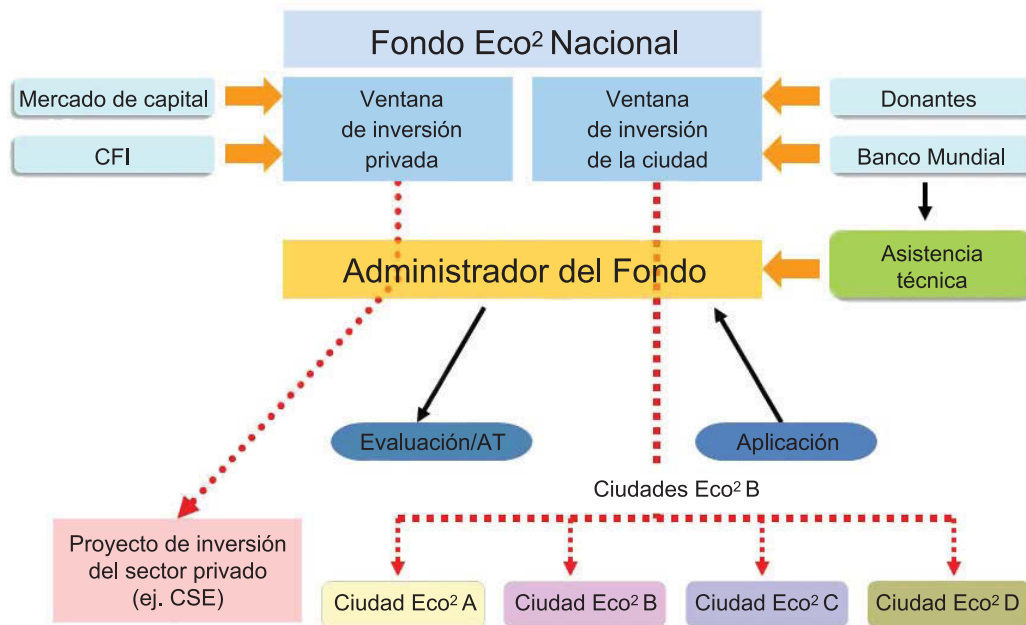 Fondo Eco² Nacional
Mercado de capital
CFI
Ventana
de inversión
privada
Ventana
de inversión
de la ciudad
Donantes
Banco Mundial
Administrador del Fondo
Asistencia
técnica
Evaluación/AT
Aplicación
Ciudades Eco² B
Proyecto de inversión
del sector privado
(ej. CSE)
Ciudad Eco² A
Ciudad Eco² B
Ciudad Eco² C
Ciudad Eco² D